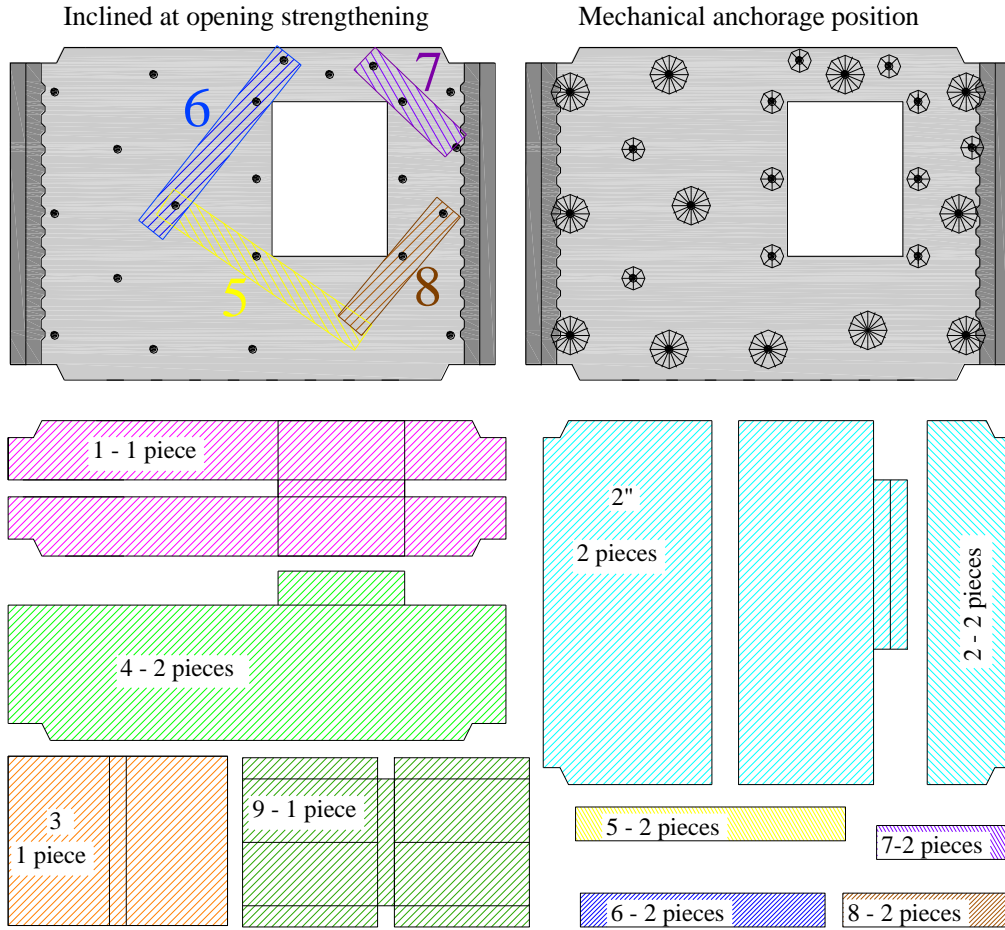 Inclined at opening strengthening
Mechanical anchorage position
6
7
5
8
1 - 1 piece
2"
2 pieces
2 - 2 pieces
4 - 2 pieces
3
1 piece
9 - 1 piece
5 - 2 pieces
7-2 pieces
6 - 2 pieces
8 - 2 pieces